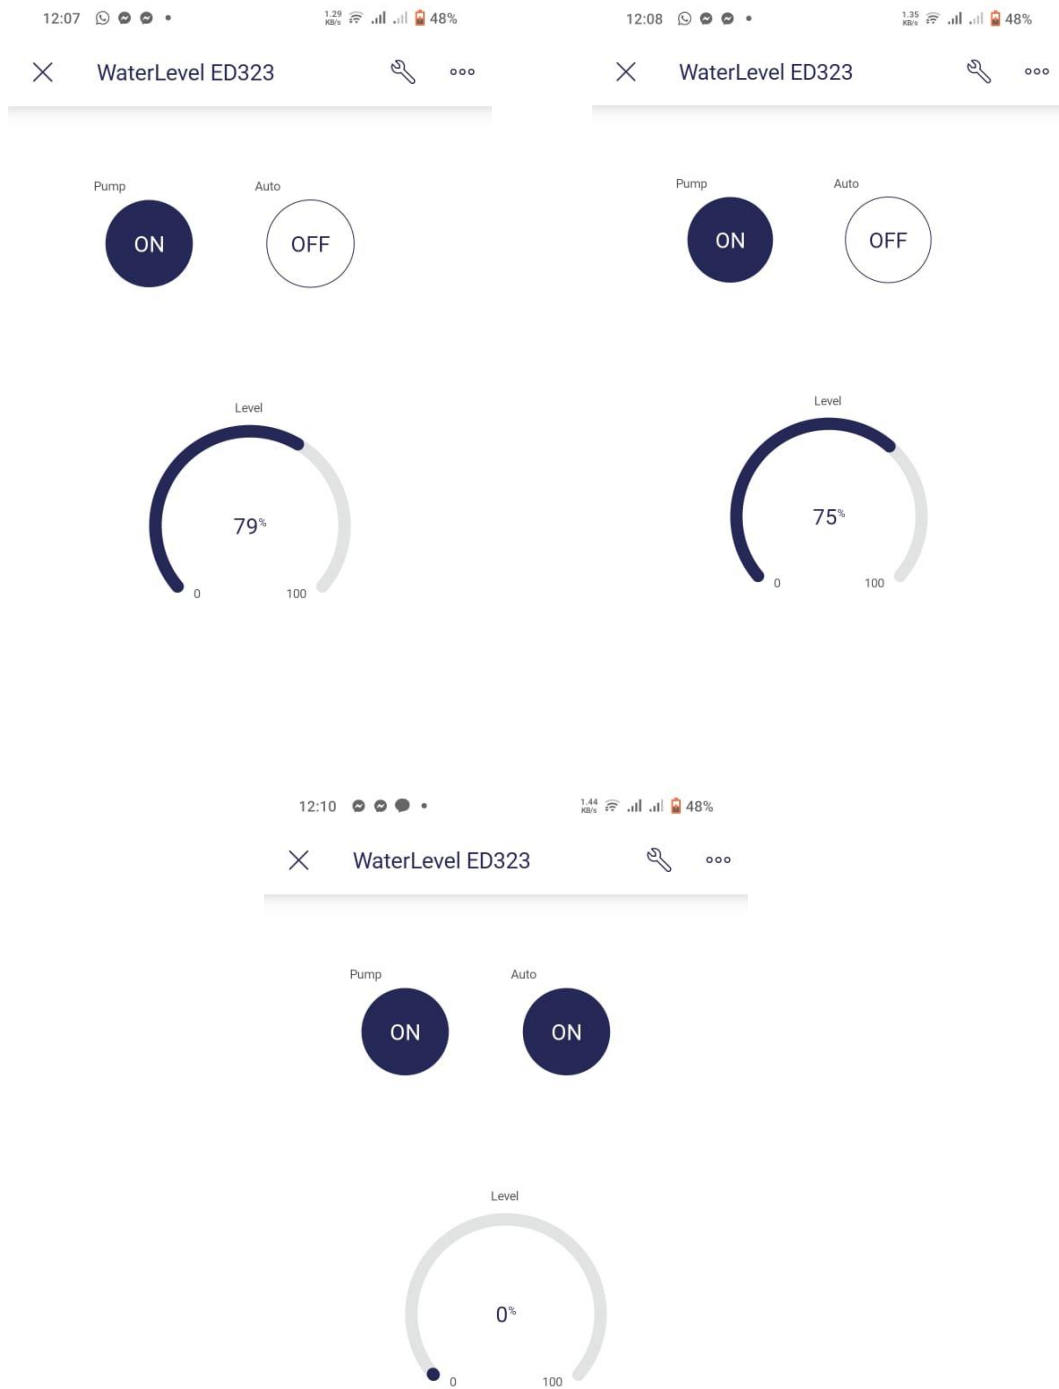 12:07 1.29 KB/s 48%
WaterLevel ED323
Pump Auto
ON OFF
Level
79%
0 100
12:08 1.35 KB/s 48%
WaterLevel ED323
Pump Auto
ON OFF
Level
75%
0 100
12:10 1.44 KB/s 48%
WaterLevel ED323
Pump Auto
ON ON
Level
0%
0 100